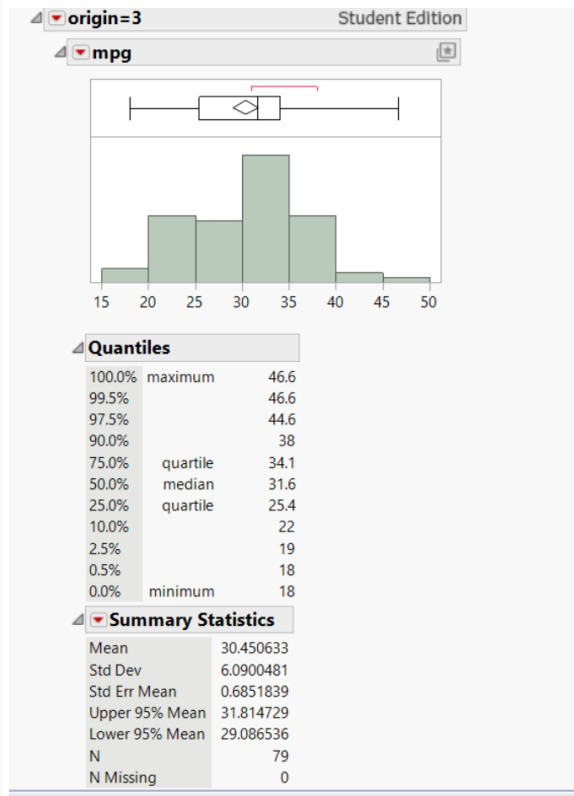 origin=3 Student Edition
mpg
15 20 25 30 35 40 45 50
Quantiles
100.0% maximum 46.6
99.5% 46.6
97.5% 44.6
90.0% 38
75.0% quartile 34.1
50.0% median 31.6
25.0% quartile 25.4
10.0% 22
2.5% 19
0.5% 18
0.0% minimum 18
Summary Statistics
Mean 30.450633
Std Dev 6.0900481
Std Err Mean 0.6851839
Upper 95% Mean 31.814729
Lower 95% Mean 29.086536
N 79
N Missing 0